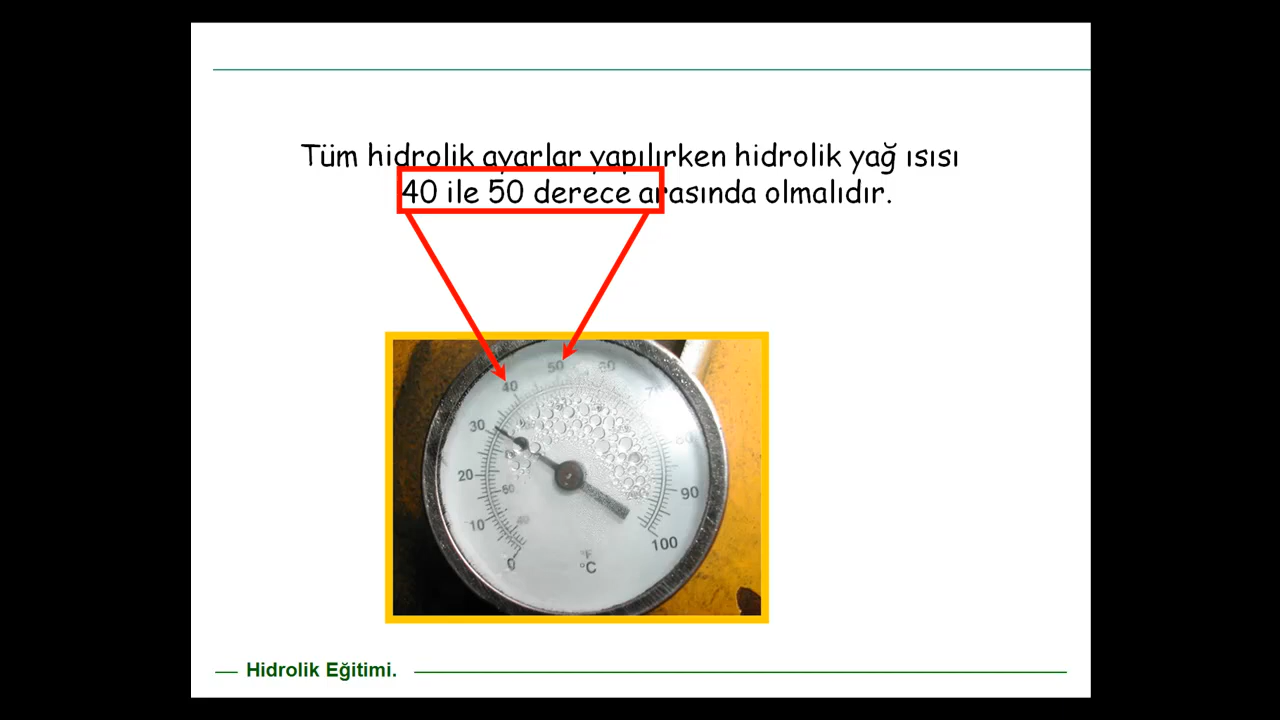 Tüm hidrolik ayarlar yapılırken hidrolik yağ ısısı
40 ile 50 derece arasında olmalıdır.
50
60
40
70
30
80
20
90
10
100
0
°F
°C
Hidrolik Eğitimi.